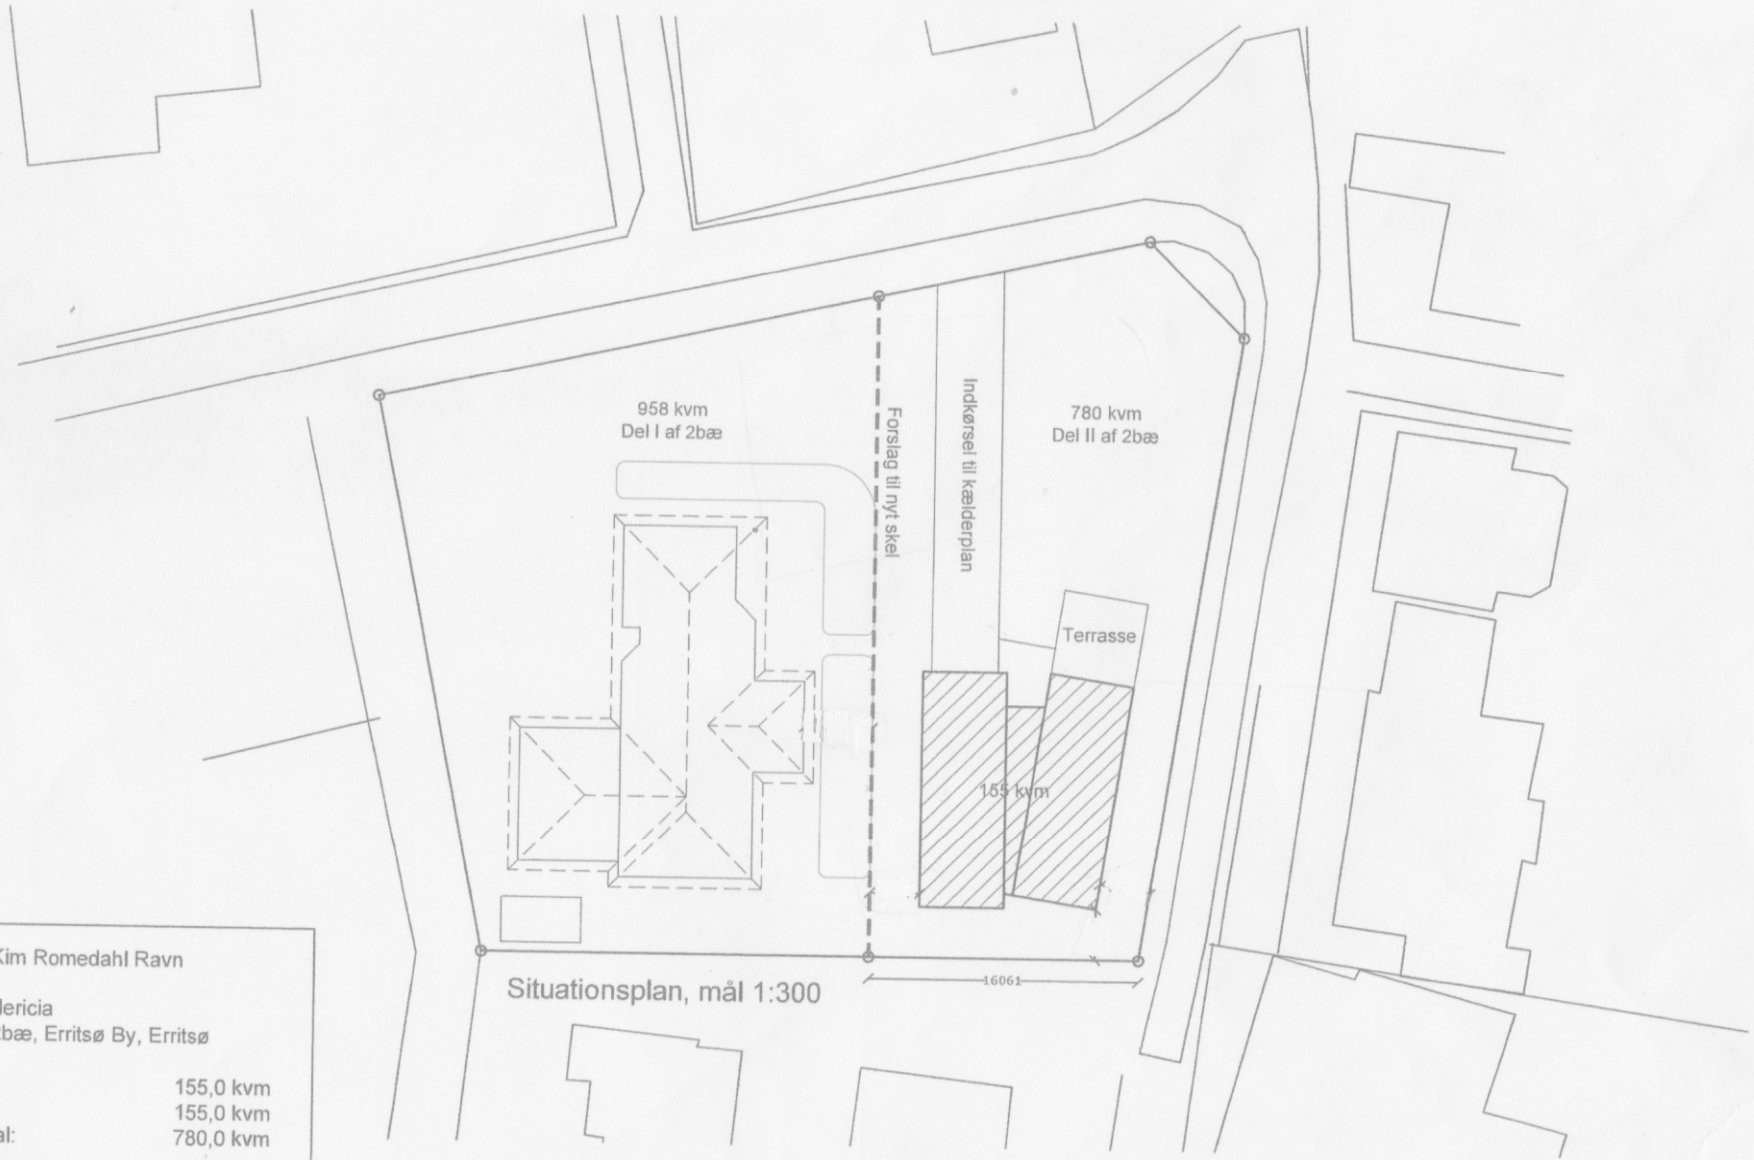 958 kvm
Del I af 2bæ
Forslag til nyt skel
Indkørsel til kælderplan
780 kvm
Del II af 2bæ
Terrasse
155 kvm
16061
Situationsplan, mål 1:300
Kim Romedahl Ravn
ericia
bæ, Erritsø By, Erritsø
155,0 kvm
155,0 kvm
al: 780,0 kvm